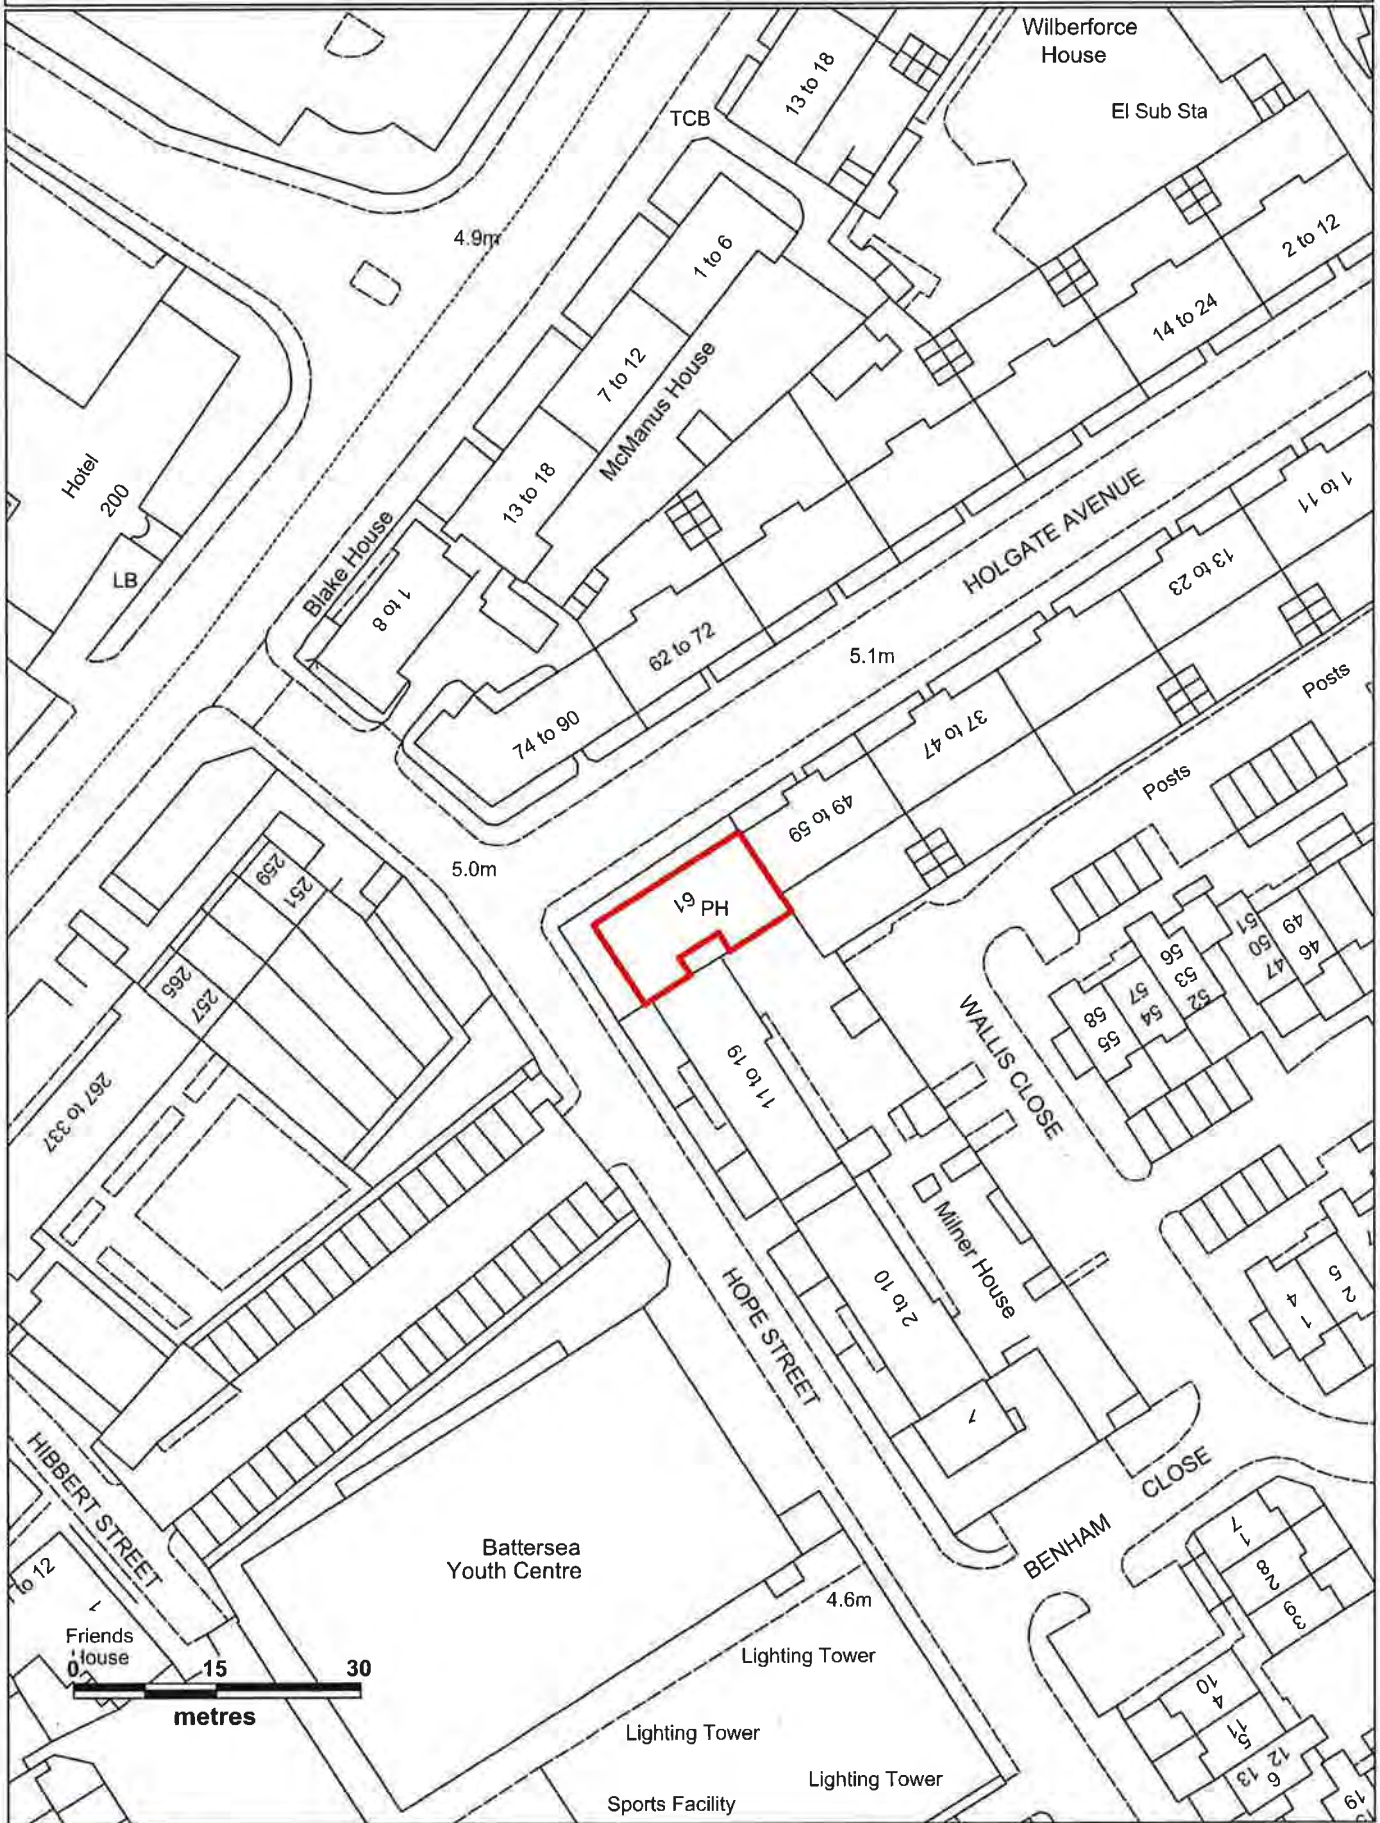 Wilberforce
House
El Sub Sta
13 to 18
TCB
4.9m
1 to 6
2 to 12
14 to 24
7 to 12
McManus House
Hotel
200
13 to 18
1 to 11
HOLGATE AVENUE
13 to 23
LB
Blake House
1 to 8
62 to 72
5.1m
Posts
74 to 90
37 to 47
Posts
49 to 59
259
251
5.0m
61
PH
265
257
51
50
47
49
46
56
53
52
57
54
58
55
WALLIS CLOSE
11 to 19
267 to 337
Milner House
2 to 10
HOPE STREET
1
4
2
5
1
CLOSE
BENHAM
HIBBERT STREET
Battersea
Youth Centre
1
7
2
8
3
9
to 12
1
4.6m
Friends
House
0 15 30
metres
Lighting Tower
10
4
11
5
12
6
13
Lighting Tower
Lighting Tower
Sports Facility
19